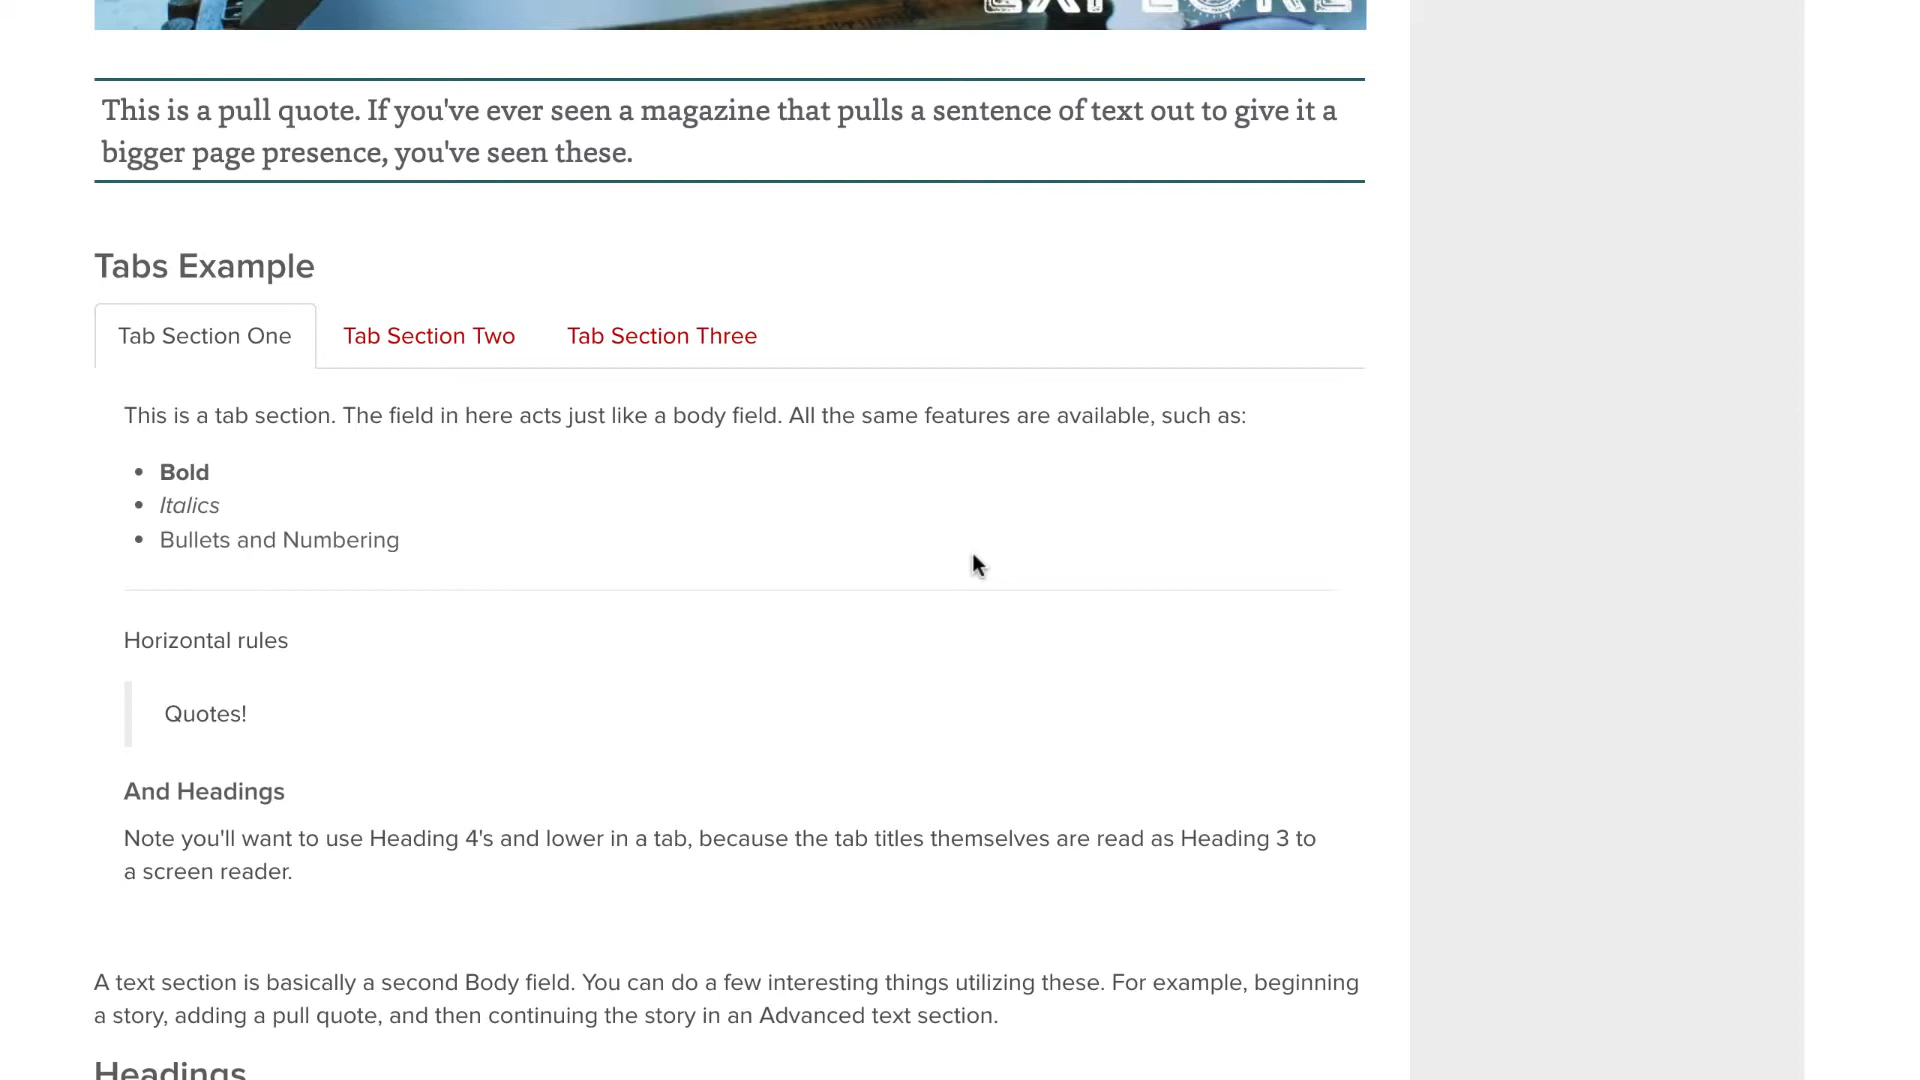 EXPLORE
This is a pull quote. If you've ever seen a magazine that pulls a sentence of text out to give it a
bigger page presence, you've seen these.
Tabs Example
Tab Section One
Tab Section Two
Tab Section Three
This is a tab section. The field in here acts just like a body field. All the same features are available, such as:
• Bold
• Italics
• Bullets and Numbering
Horizontal rules
Quotes!
And Headings
Note you'll want to use Heading 4's and lower in a tab, because the tab titles themselves are read as Heading 3 to
a screen reader.
A text section is basically a second Body field. You can do a few interesting things utilizing these. For example, beginning
a story, adding a pull quote, and then continuing the story in an Advanced text section.
Headings